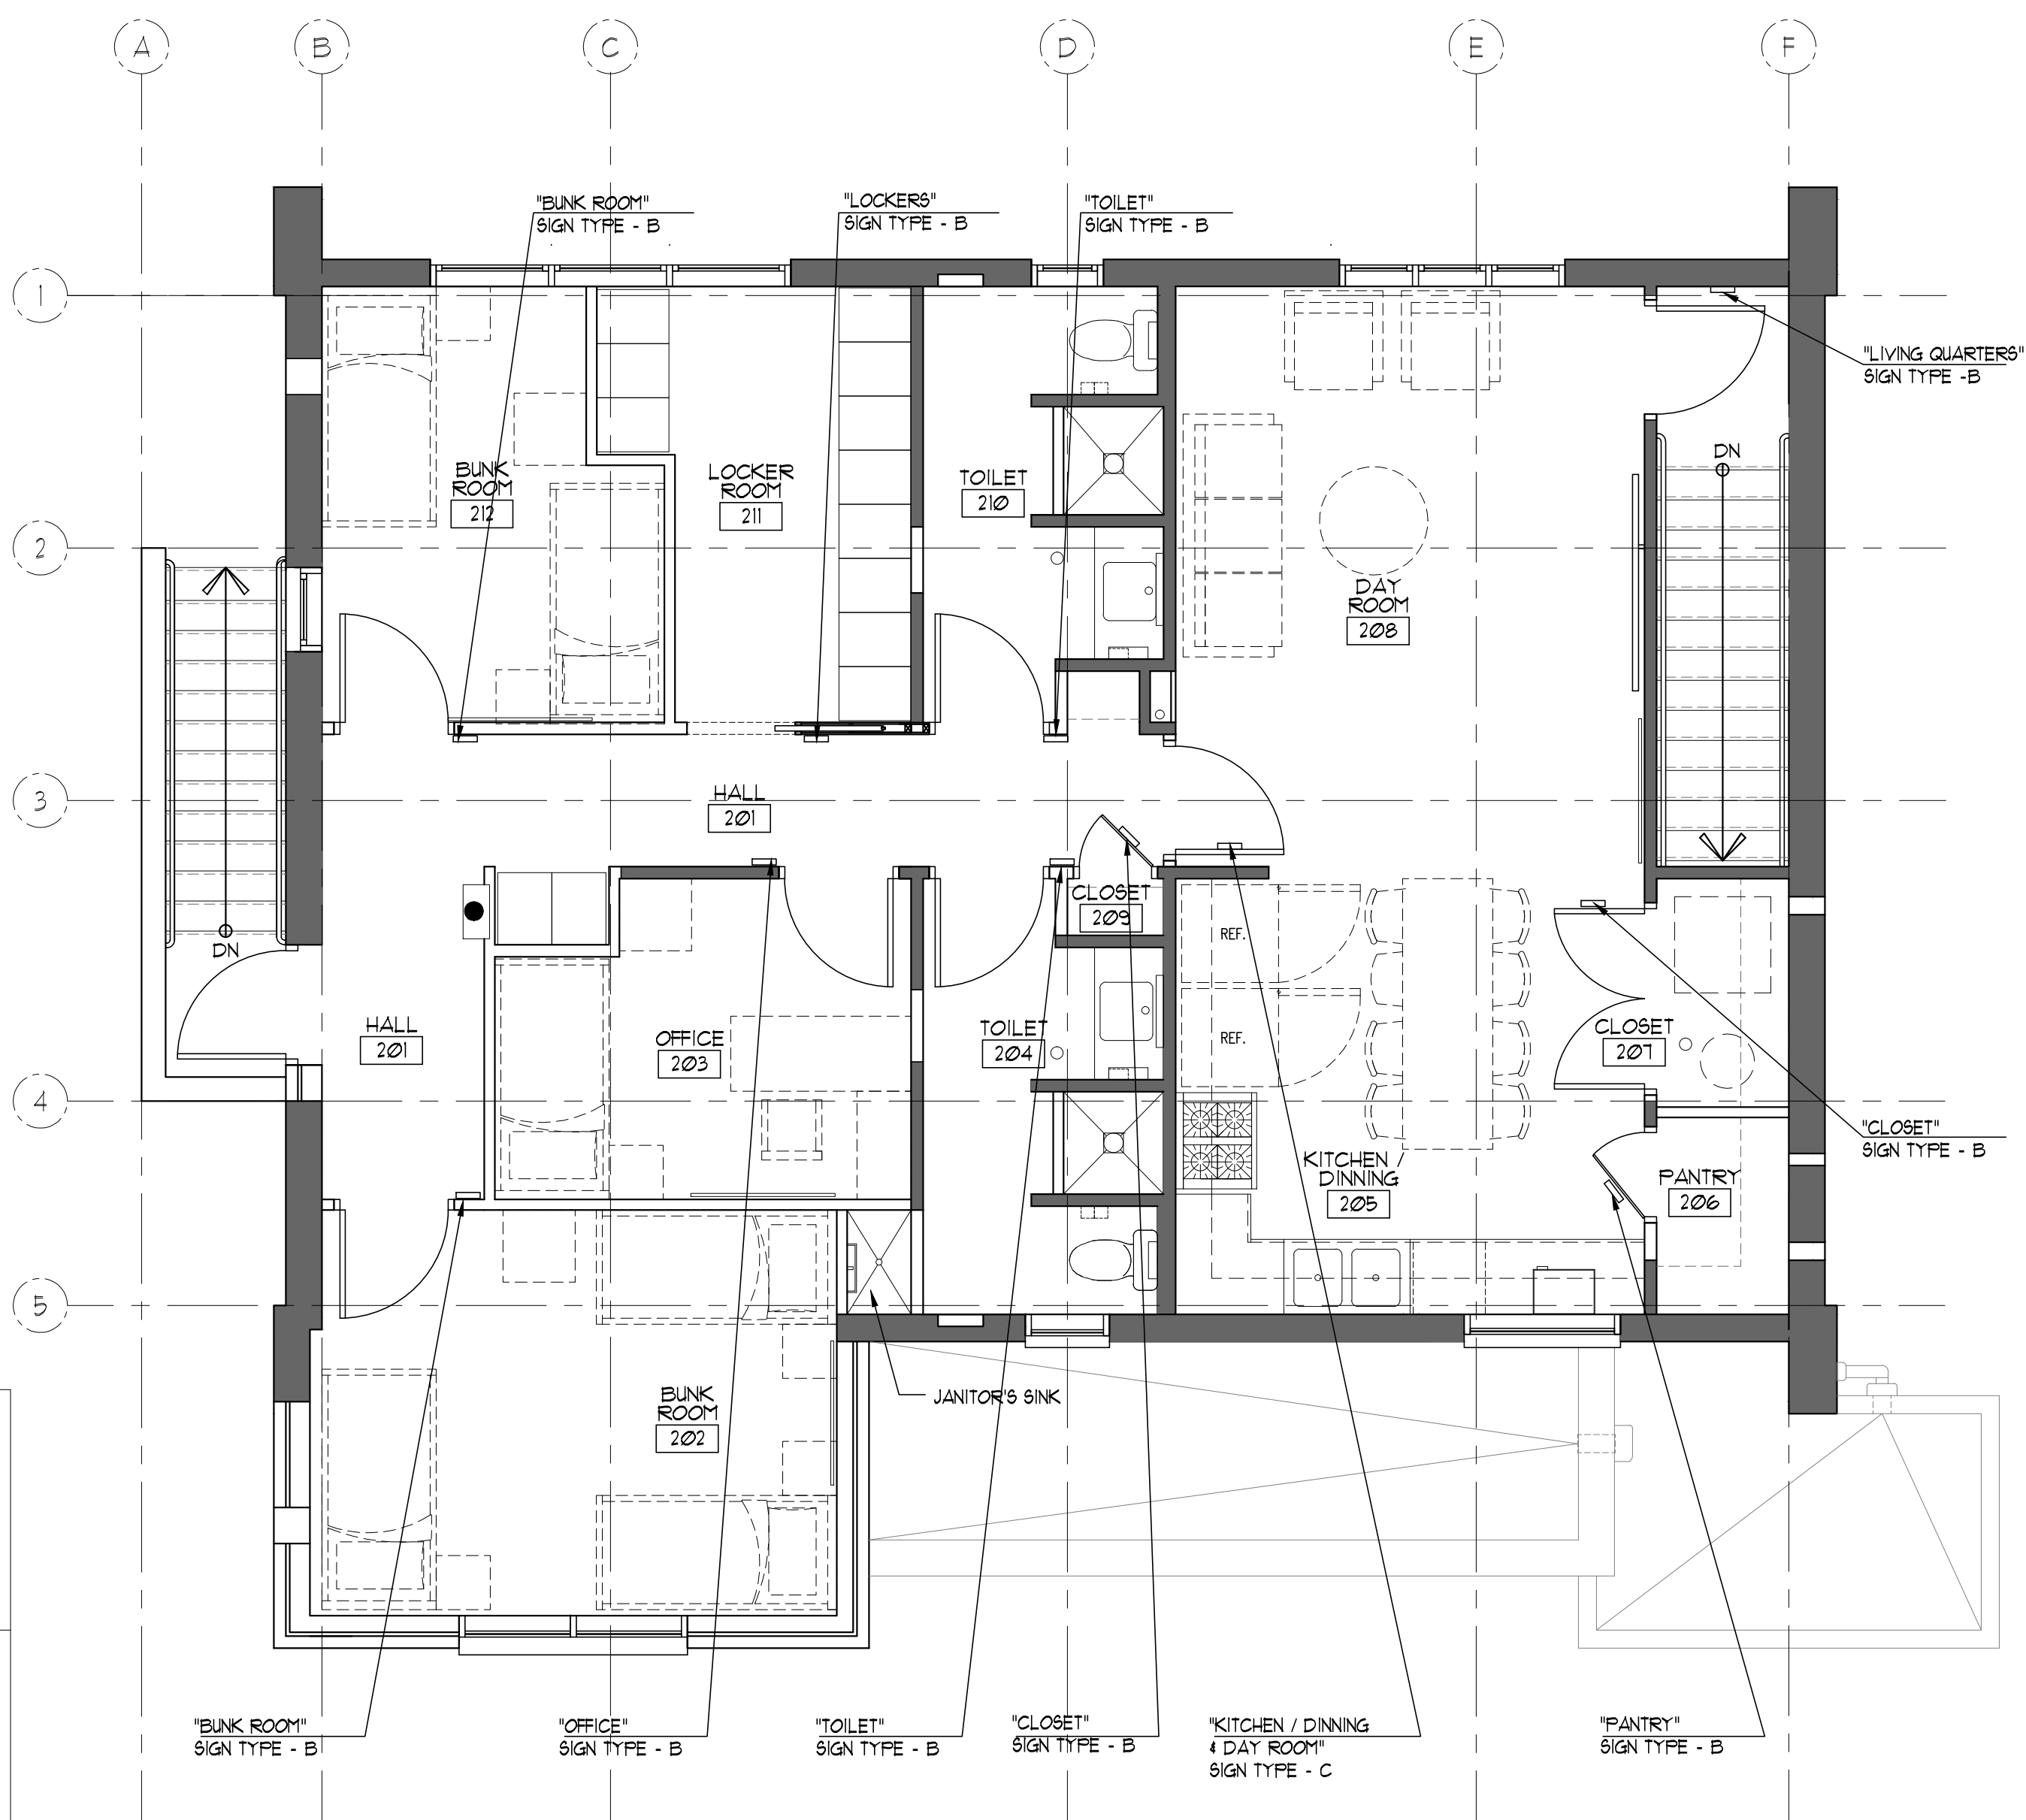 A B C D E F
"BUNK ROOM"
SIGN TYPE - B
"LOCKERS"
SIGN TYPE - B
"TOILET"
SIGN TYPE - B
1
"LIVING QUARTERS"
SIGN TYPE -B
BUNK
ROOM
212
LOCKER
ROOM
211
TOILET
210
DN
2
DAY
ROOM
208
3
HALL
201
CLOSET
209
REF.
DN
HALL
201
OFFICE
203
TOILET
204
REF.
CLOSET
207
4
"CLOSET"
SIGN TYPE - B
KITCHEN /
DINNING
205
PANTRY
206
5
JANITOR'S SINK
BUNK
ROOM
202
"BUNK ROOM"
SIGN TYPE - B
"OFFICE"
SIGN TYPE - B
"TOILET"
SIGN TYPE - B
"CLOSET"
SIGN TYPE - B
"KITCHEN / DINNING
& DAY ROOM"
SIGN TYPE - C
"PANTRY"
SIGN TYPE - B